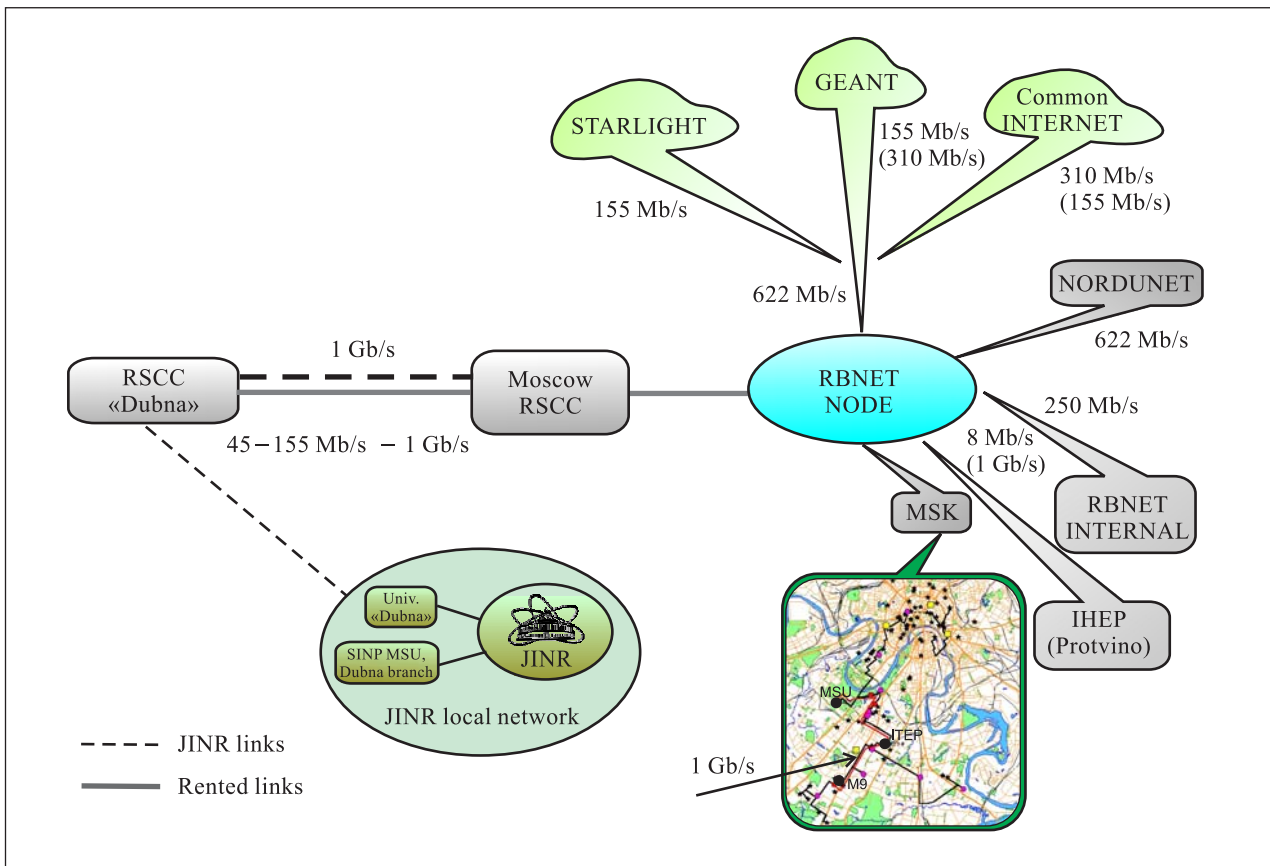 GEANT
STARLIGHT
Common
INTERNET
155 Mb/s
(310 Mb/s)
155 Mb/s
310 Mb/s
(155 Mb/s)
622 Mb/s
NORDUNET
622 Mb/s
1 Gb/s
RSCC
«Dubna»
Moscow
RSCC
RBNET
NODE
45–155 Mb/s – 1 Gb/s
250 Mb/s
8 Mb/s
(1 Gb/s)
MSK
RBNET
INTERNAL
Univ.
«Dubna»
SINP MSU,
Dubna branch
JINR
JINR local network
IHEP
(Protvino)
MSU
ITEP
M9
1 Gb/s
JINR links
Rented links